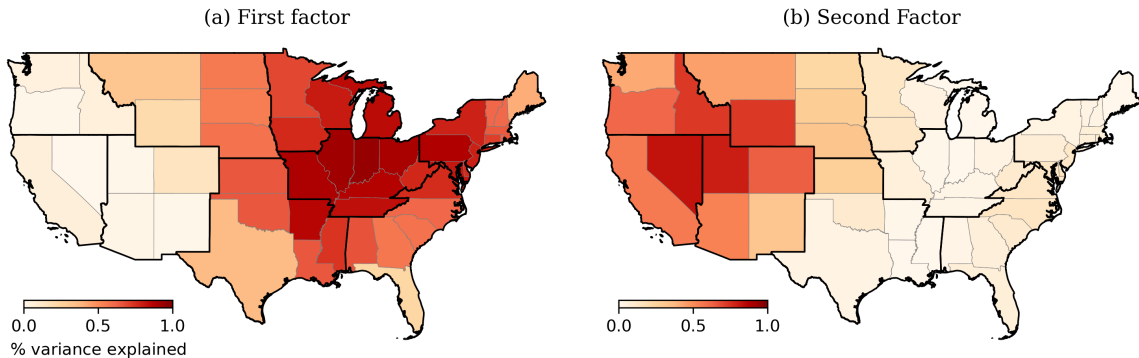 (a) First factor
(b) Second Factor
0.0 0.5 1.0
% variance explained
0.0 0.5 1.0